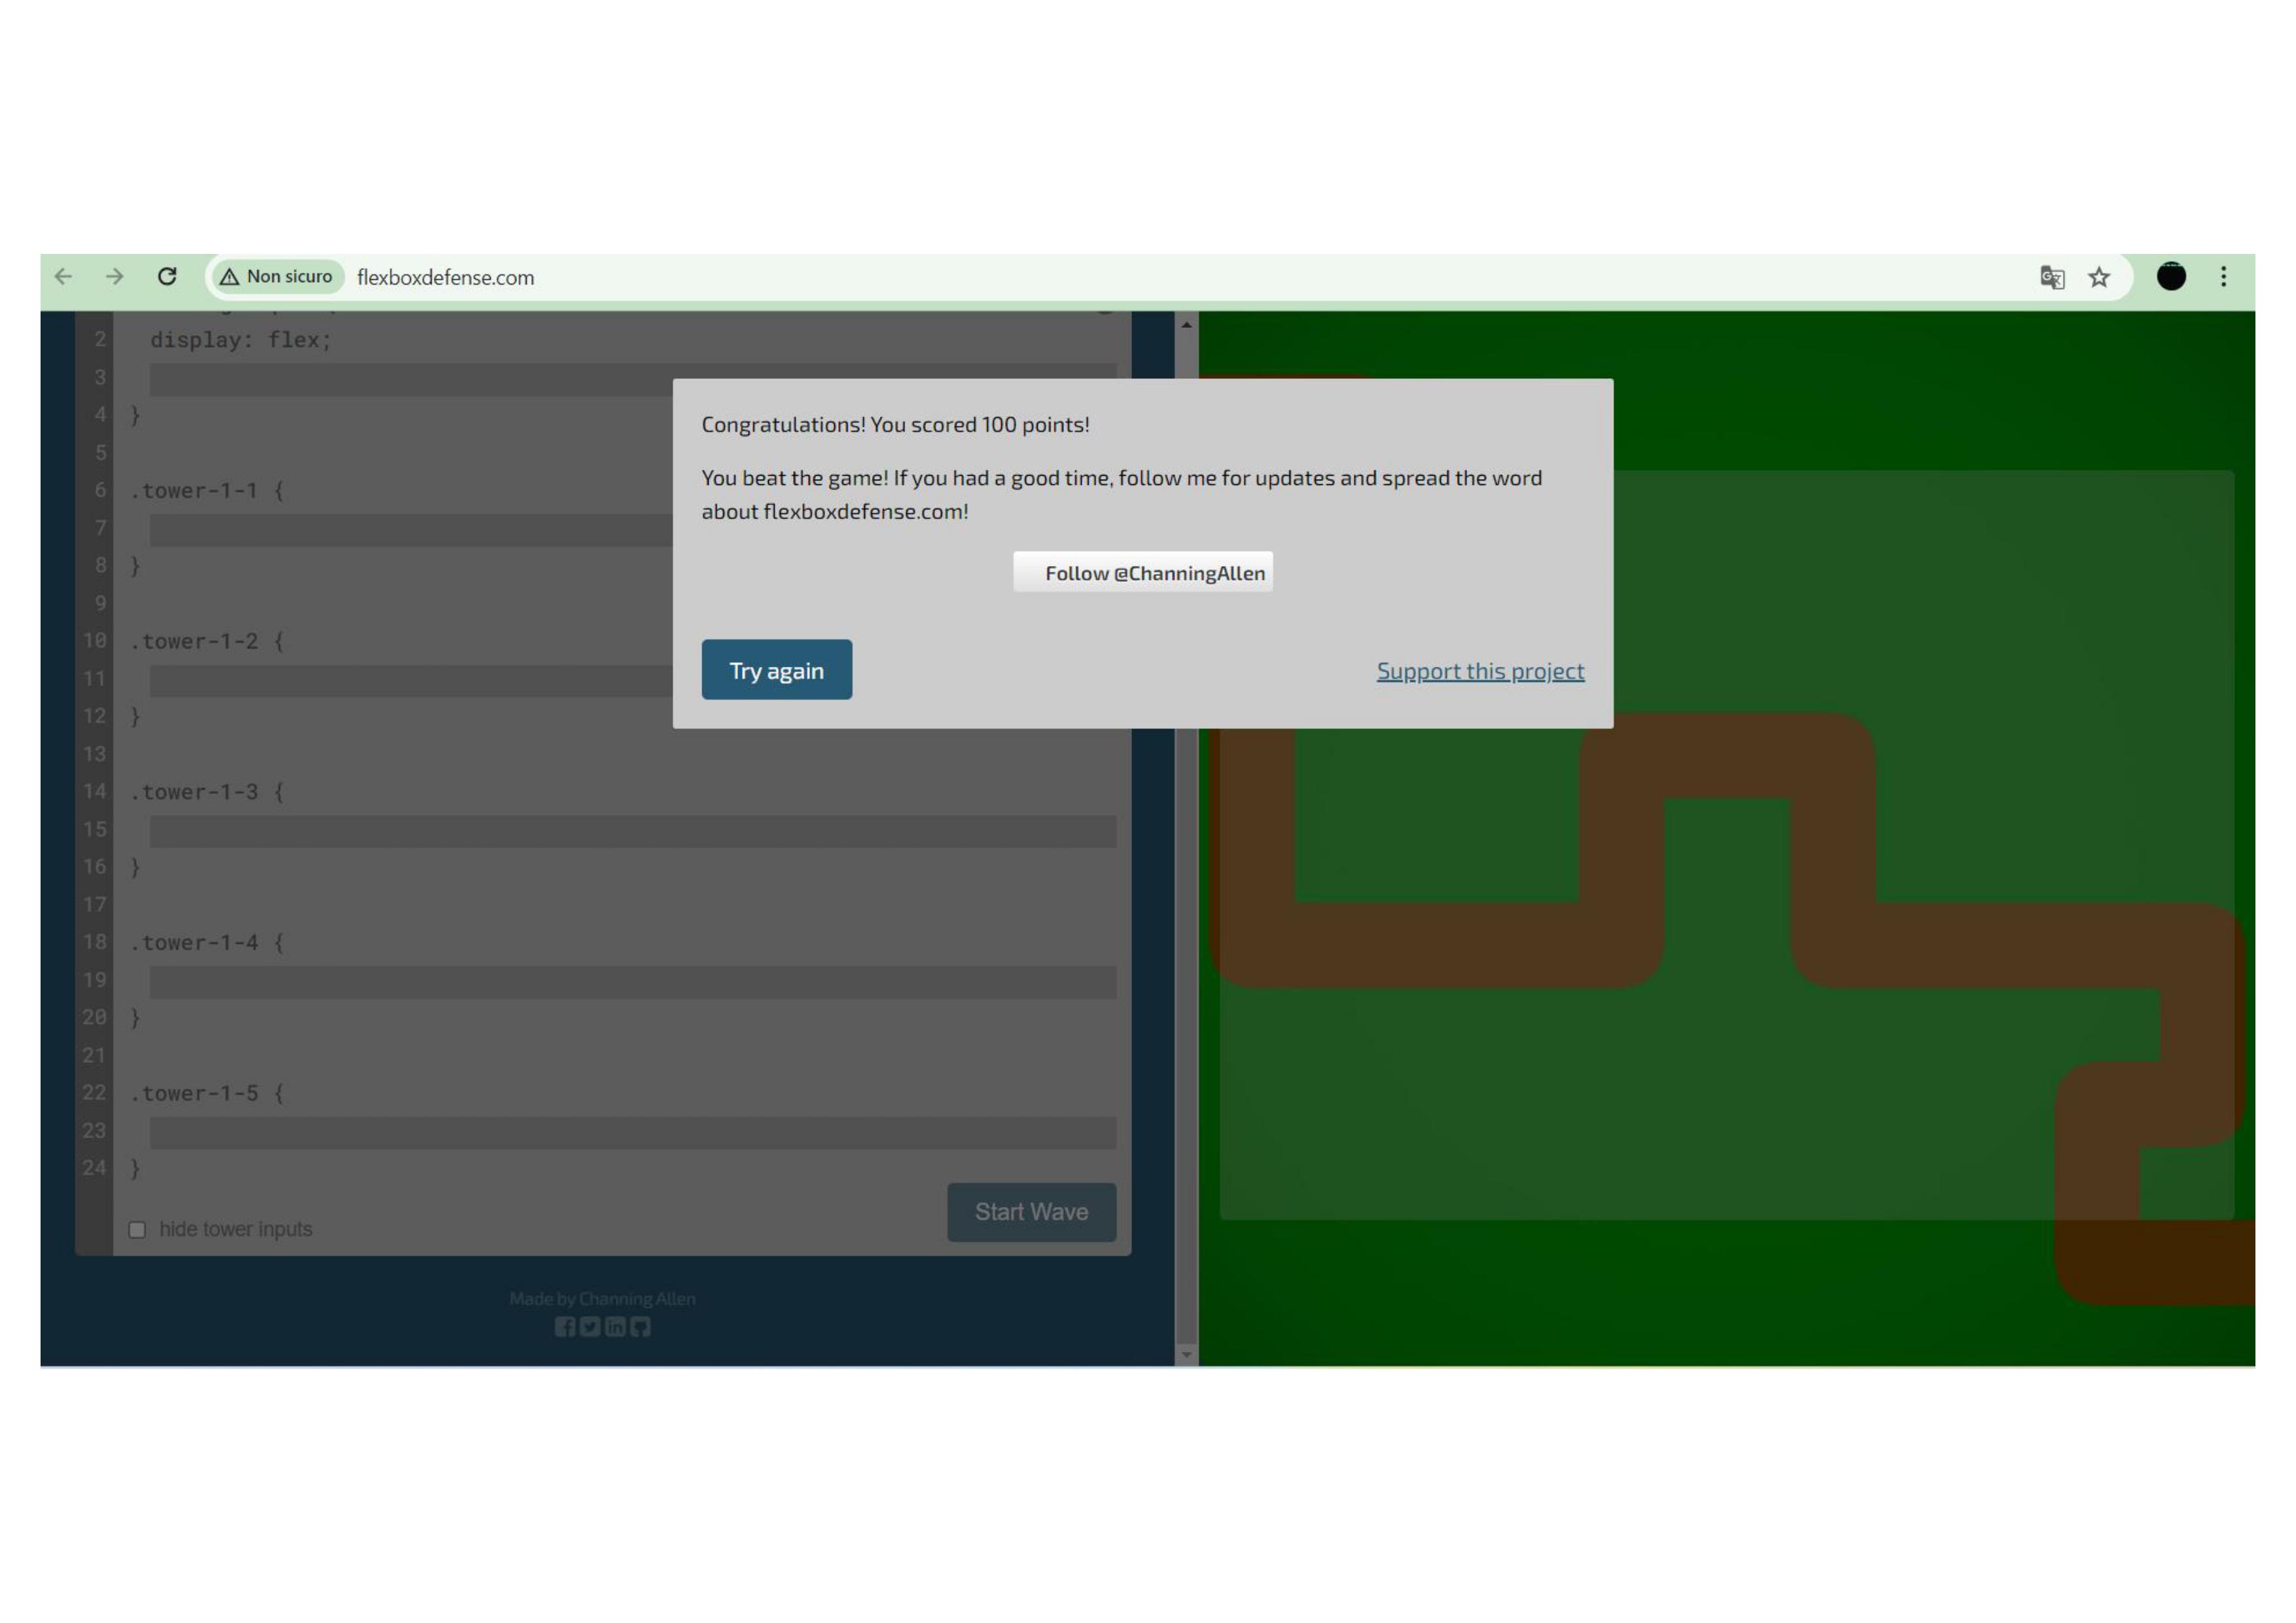 Non sicuro flexboxdefense.com
2 display: flex;
3
4 }
5
6 .tower-1-1 {
7
8 }
9
10 .tower-1-2 {
11
12 }
13
14 .tower-1-3 {
15
16 }
17
18 .tower-1-4 {
19
20 }
21
22 .tower-1-5 {
23
24 }
hide tower inputs
Start Wave
Made by Channing Allen
Congratulations! You scored 100 points!
You beat the game! If you had a good time, follow me for updates and spread the word
about flexboxdefense.com!
Follow @ChanningAllen
Try again
Support this project